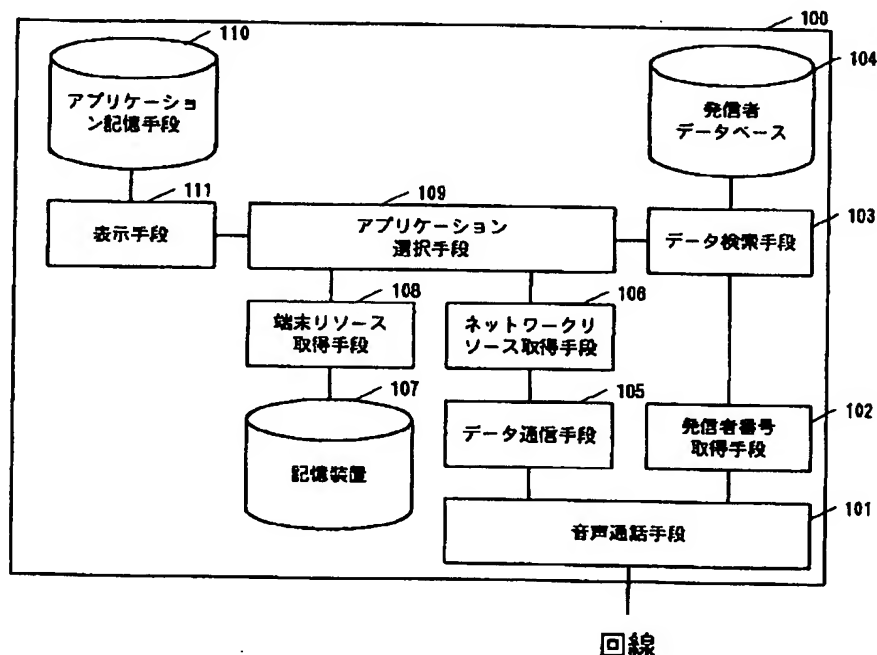 100
110
アプリケーショ
ン記憶手段
104
発信者
データベース
111
表示手段
109
アプリケーション
選択手段
103
データ検索手段
108
端末リソース
取得手段
106
ネットワークリ
ソース取得手段
107
記憶装置
105
データ通信手段
102
発信者番号
取得手段
101
音声通話手段
回線